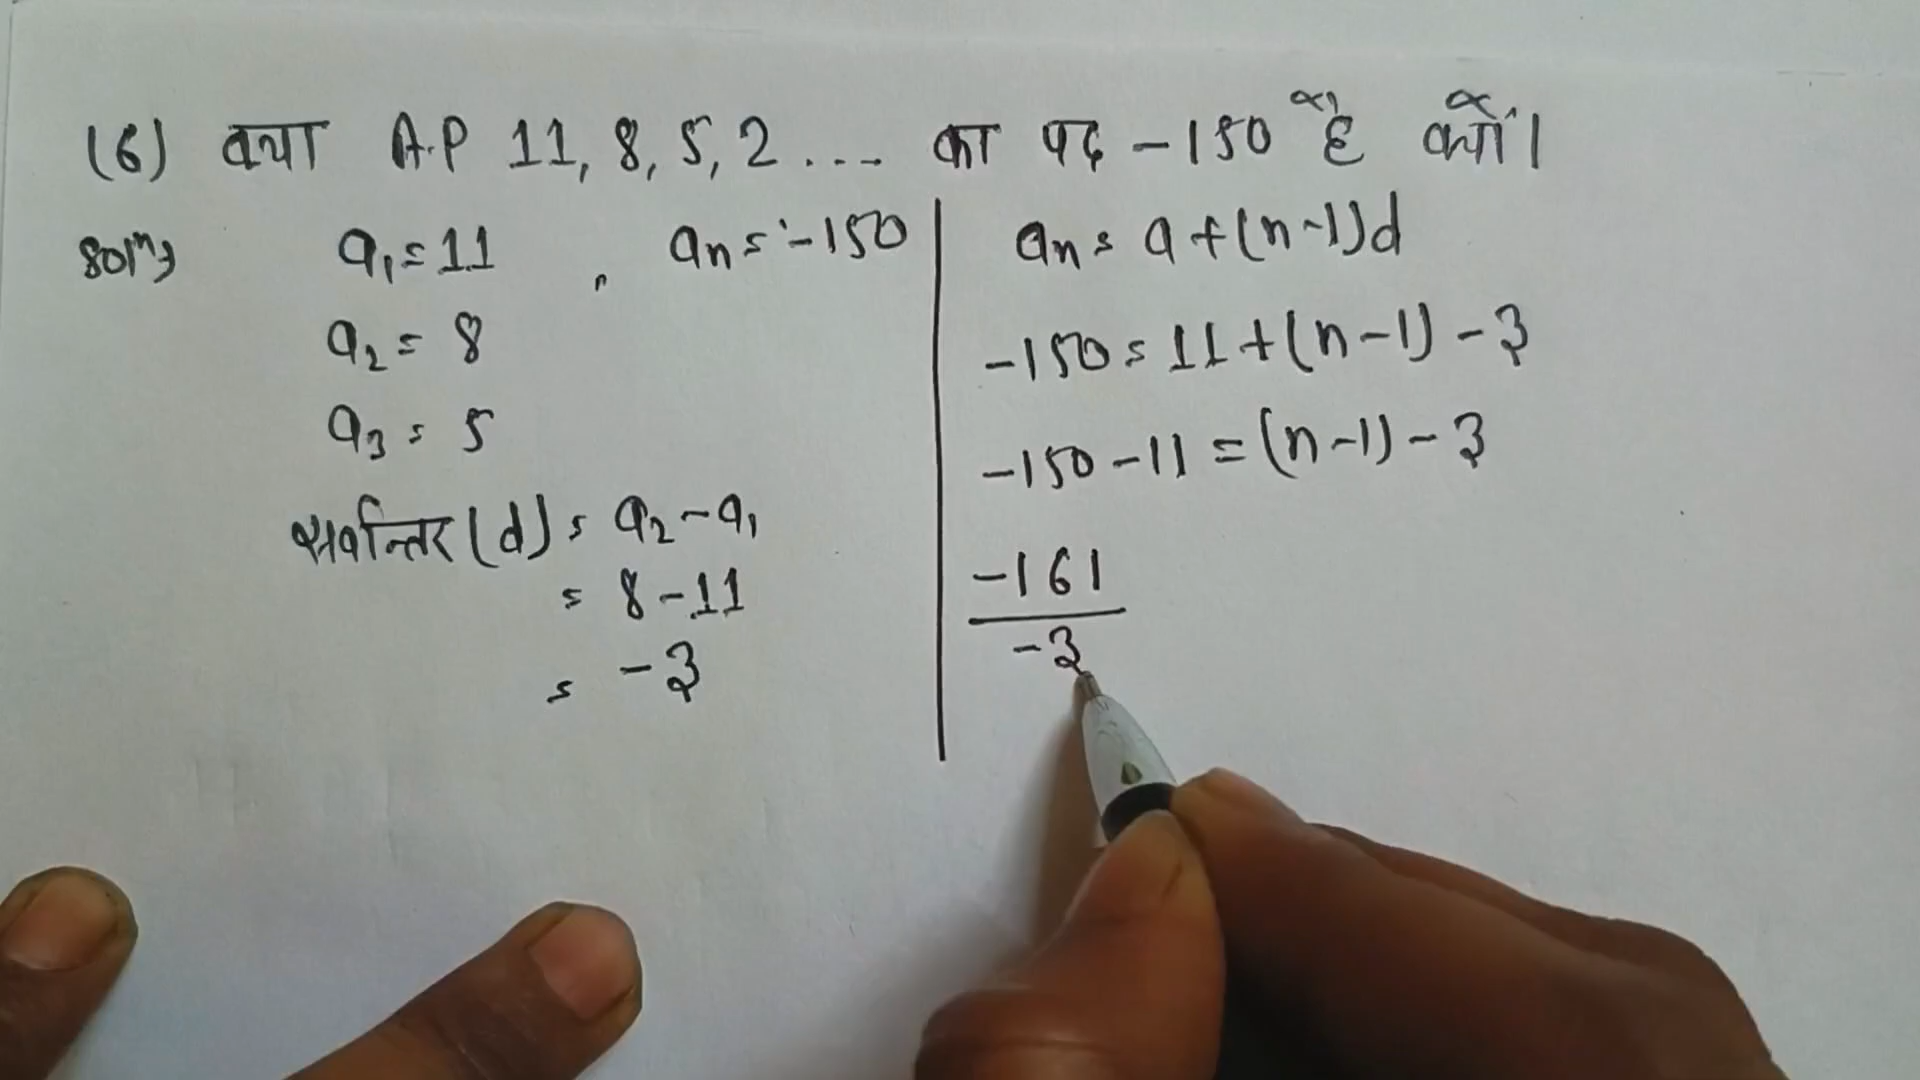 (6) क्या A.P 11, 8, 5, 2 ... का पद -150 है क्यों।
Solⁿ→ a₁ = 11 , aₙ = -150
a₂ = 8
a₃ = 5
सर्वान्तर (d) = a₂ - a₁
= 8 - 11
= -3
aₙ = a + (n-1)d
-150 = 11 + (n-1) -3
-150 - 11 = (n-1) -3
-161
-3